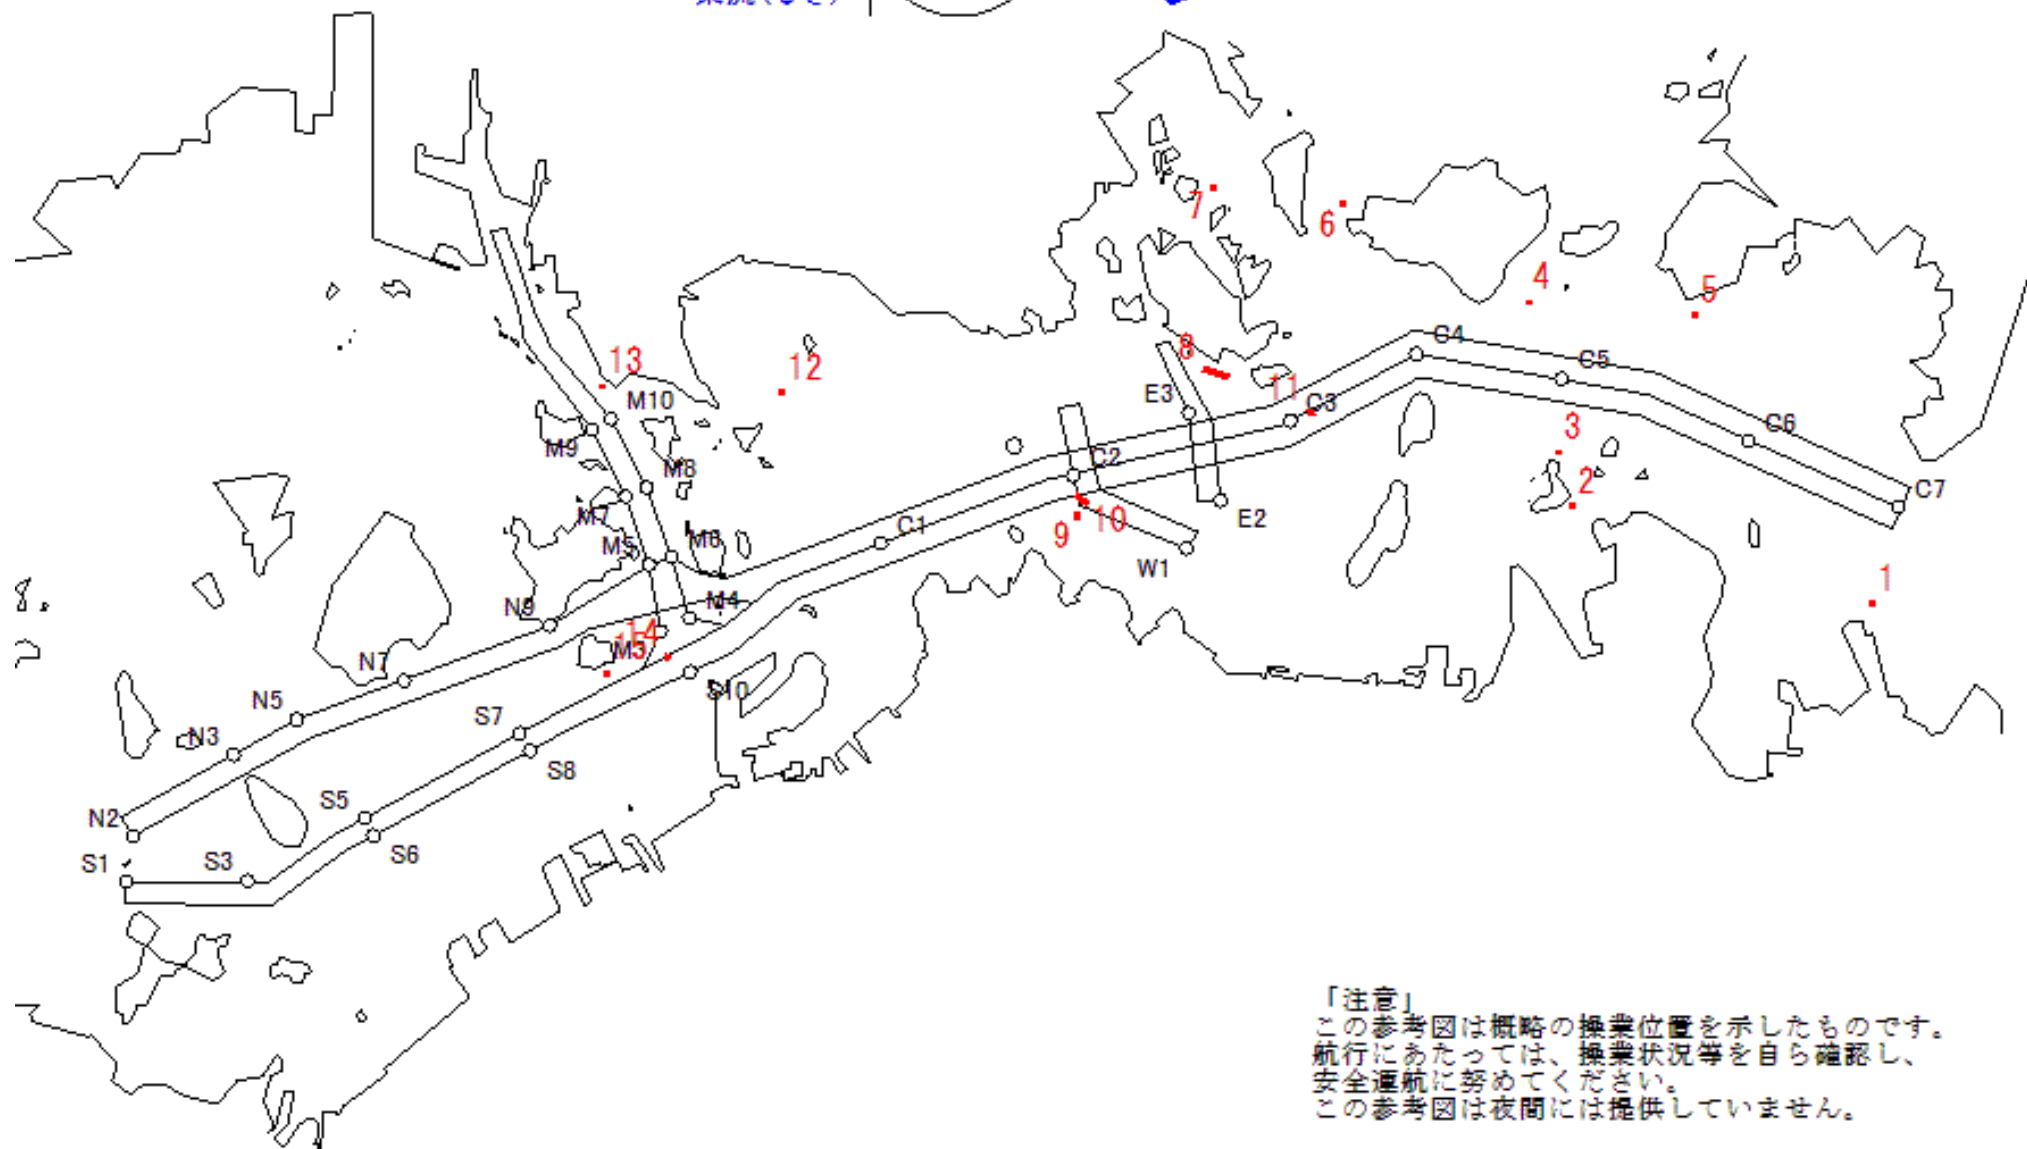 7
6
4
5
8
C4
13
12
C5
M10
E3
11
C3
M9
3
C6
M8
C2
2
C7
M7
C1
9
10
E2
M5
M6
W1
1
N9
M4
14
M3
15
N7
N5
S10
N3
S7
S8
S5
N2
S6
S1
S3
「注意」
この参考図は概略の操業位置を示したものです。
航行にあたっては、操業状況等を自ら確認し、
安全運航に努めてください。
この参考図は夜間には提供していません。